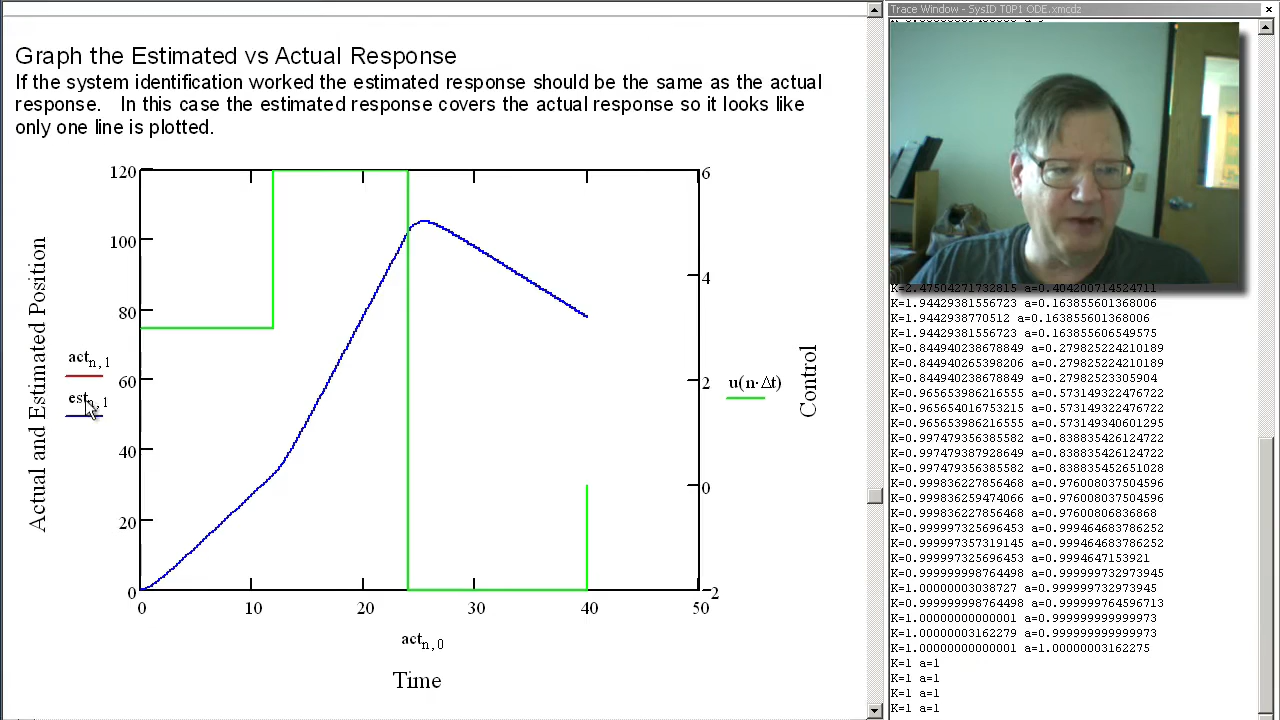 Trace Window - SysID T0P1 ODE.xmcdz
Graph the Estimated vs Actual Response
If the system identification worked the estimated response should be the same as the actual
response. In this case the estimated response covers the actual response so it looks like
only one line is plotted.
120
100
80
60
40
20
0
Actual and Estimated Position
act n,1
est n,1
6
4
2
0
-2
u(n·Δt)
Control
0 10 20 30 40 50
act n,0
Time
K=2.47504271732815 a=0.404200714524711
K=1.94429381556723 a=0.163855601368006
K=1.9442938770512 a=0.163855601368006
K=1.94429381556723 a=0.163855606549575
K=0.844940238678849 a=0.279825224210189
K=0.844940265398206 a=0.279825224210189
K=0.844940238678849 a=0.27982523305904
K=0.965653986216555 a=0.573149322476722
K=0.965654016753215 a=0.573149322476722
K=0.965653986216555 a=0.573149340601295
K=0.997479356385582 a=0.838835426124722
K=0.997479387928649 a=0.838835426124722
K=0.997479356385582 a=0.838835452651028
K=0.999836227856468 a=0.976008037504596
K=0.999836259474066 a=0.976008037504596
K=0.999836227856468 a=0.97600806836868
K=0.999997325696453 a=0.999464683786252
K=0.999997357319145 a=0.999464683786252
K=0.999997325696453 a=0.9994647153921
K=0.999999998764498 a=0.999999732973945
K=1.00000003038727 a=0.999999732973945
K=0.999999998764498 a=0.999999764596713
K=1.00000000000001 a=0.999999999999973
K=1.00000003162279 a=0.999999999999973
K=1.00000000000001 a=1.00000003162275
K=1 a=1
K=1 a=1
K=1 a=1
K=1 a=1